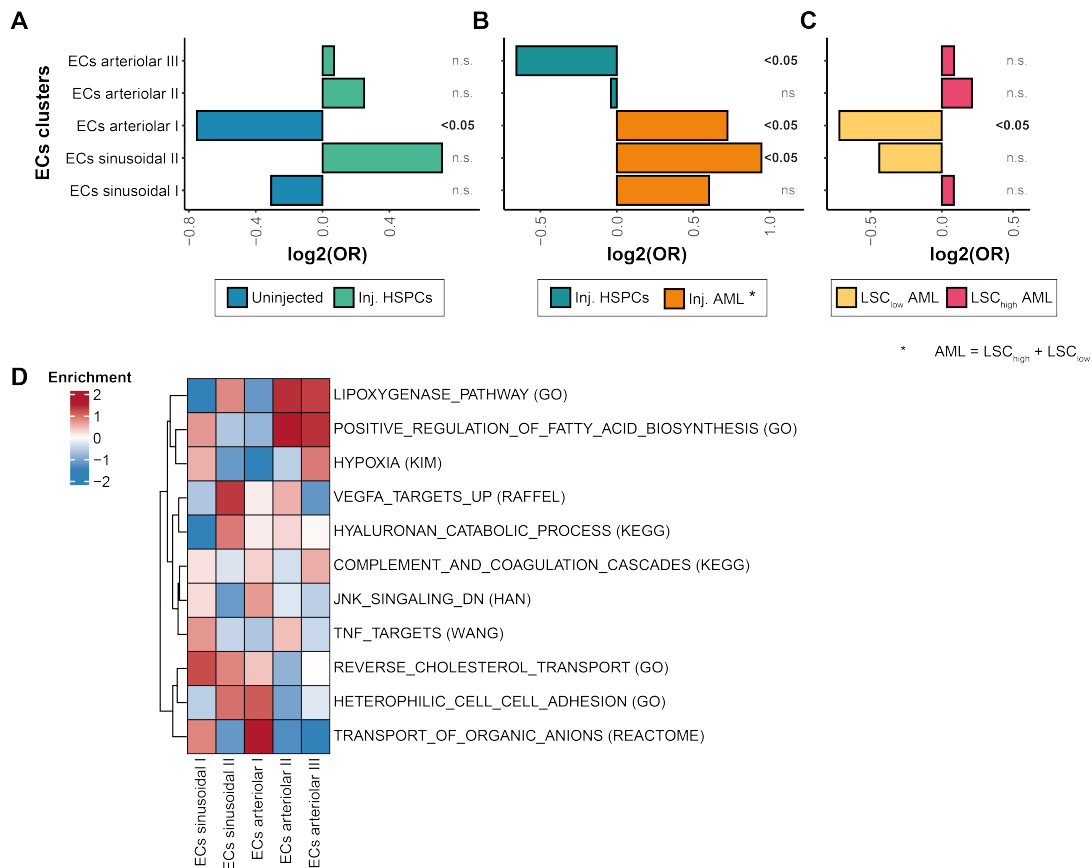 A
B
C
ECs clusters
ECs arteriolar III
ECs arteriolar II
ECs arteriolar I
ECs sinusoidal II
ECs sinusoidal I
n.s.
n.s.
<0.05
n.s.
n.s.
−0.8
−0.4
0.0
0.4
log2(OR)
Uninjected
Inj. HSPCs
<0.05
ns
<0.05
<0.05
ns
−0.5
0.0
0.5
1.0
log2(OR)
Inj. HSPCs
Inj. AML *
n.s.
n.s.
<0.05
n.s.
n.s.
−0.5
0.0
0.5
log2(OR)
LSClow AML
LSChigh AML
* AML = LSChigh + LSClow
D
Enrichment
2
1
0
−1
−2
LIPOXYGENASE_PATHWAY (GO)
POSITIVE_REGULATION_OF_FATTY_ACID_BIOSYNTHESIS (GO)
HYPOXIA (KIM)
VEGFA_TARGETS_UP (RAFFEL)
HYALURONAN_CATABOLIC_PROCESS (KEGG)
COMPLEMENT_AND_COAGULATION_CASCADES (KEGG)
JNK_SINGALING_DN (HAN)
TNF_TARGETS (WANG)
REVERSE_CHOLESTEROL_TRANSPORT (GO)
HETEROPHILIC_CELL_CELL_ADHESION (GO)
TRANSPORT_OF_ORGANIC_ANIONS (REACTOME)
ECs sinusoidal I
ECs sinusoidal II
ECs arteriolar I
ECs arteriolar II
ECs arteriolar III